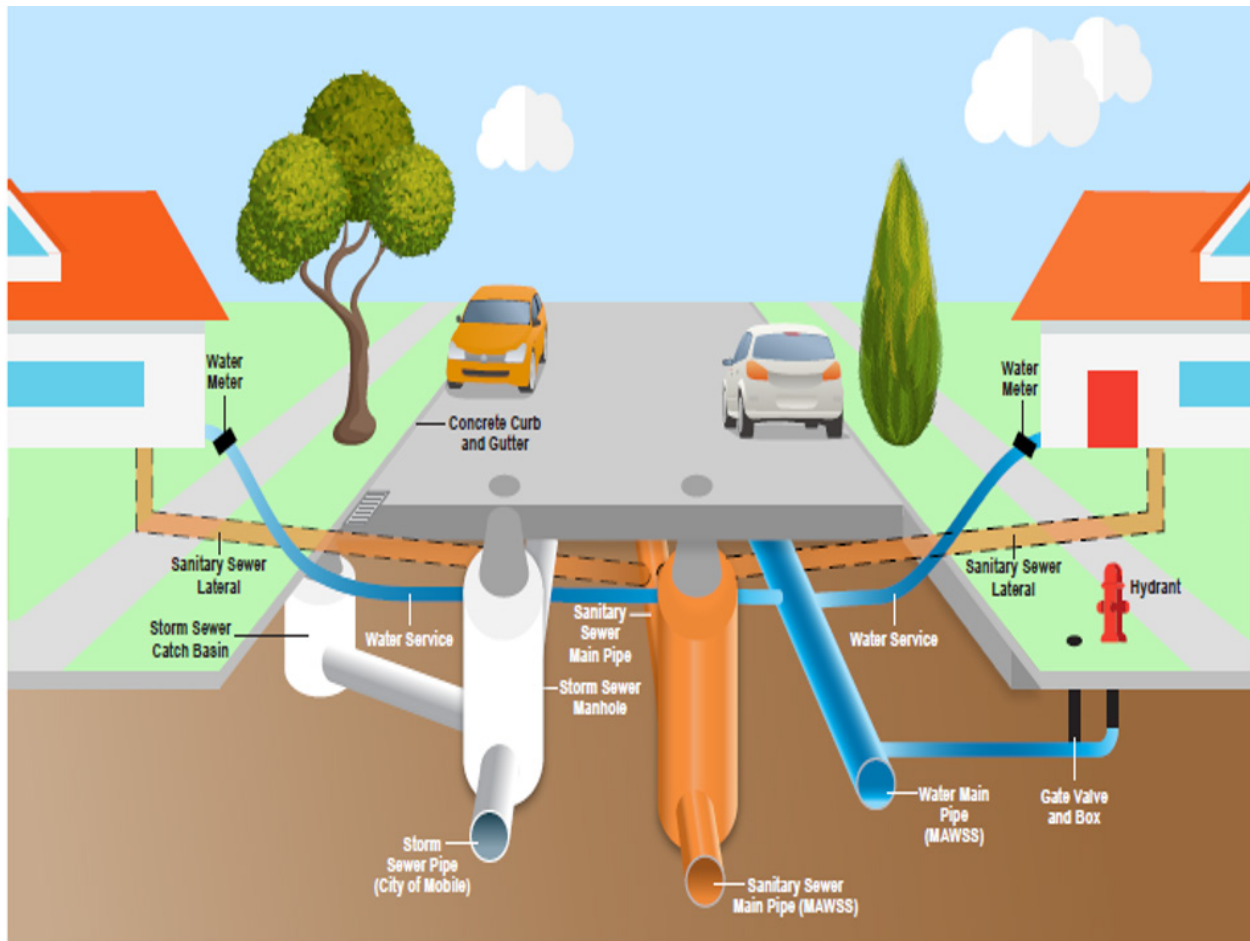 Water
Meter
Water
Meter
Concrete Curb
and Gutter
Sanitary Sewer
Lateral
Sanitary Sewer
Lateral
Hydrant
Storm Sewer
Catch Basin
Water Service
Sanitary
Sewer
Main Pipe
Water Service
Storm Sewer
Manhole
Water Main
Pipe
(MAWSS)
Gate Valve
and Box
Storm
Sewer Pipe
(City of Mobile)
Sanitary Sewer
Main Pipe (MAWSS)